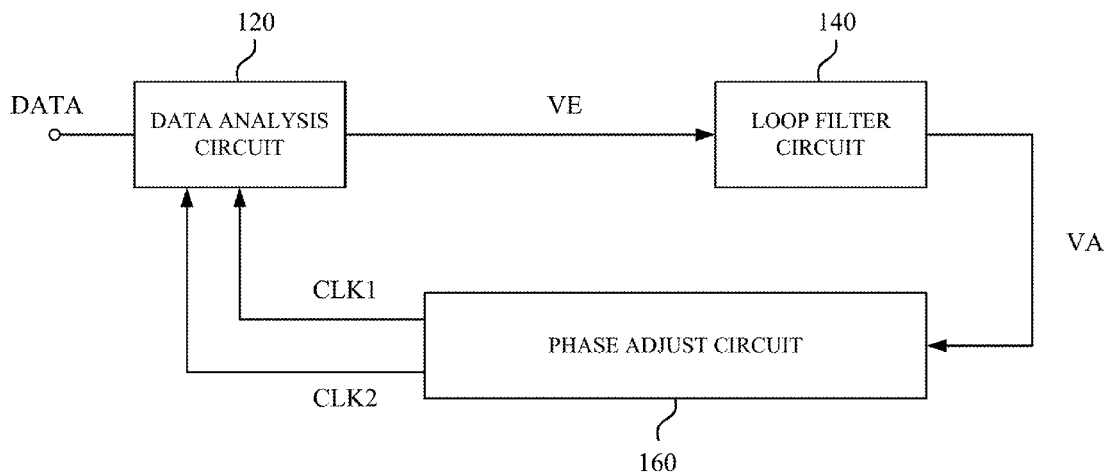 120
140
DATA
DATA ANALYSIS
CIRCUIT
VE
LOOP FILTER
CIRCUIT
VA
CLK1
PHASE ADJUST CIRCUIT
CLK2
160